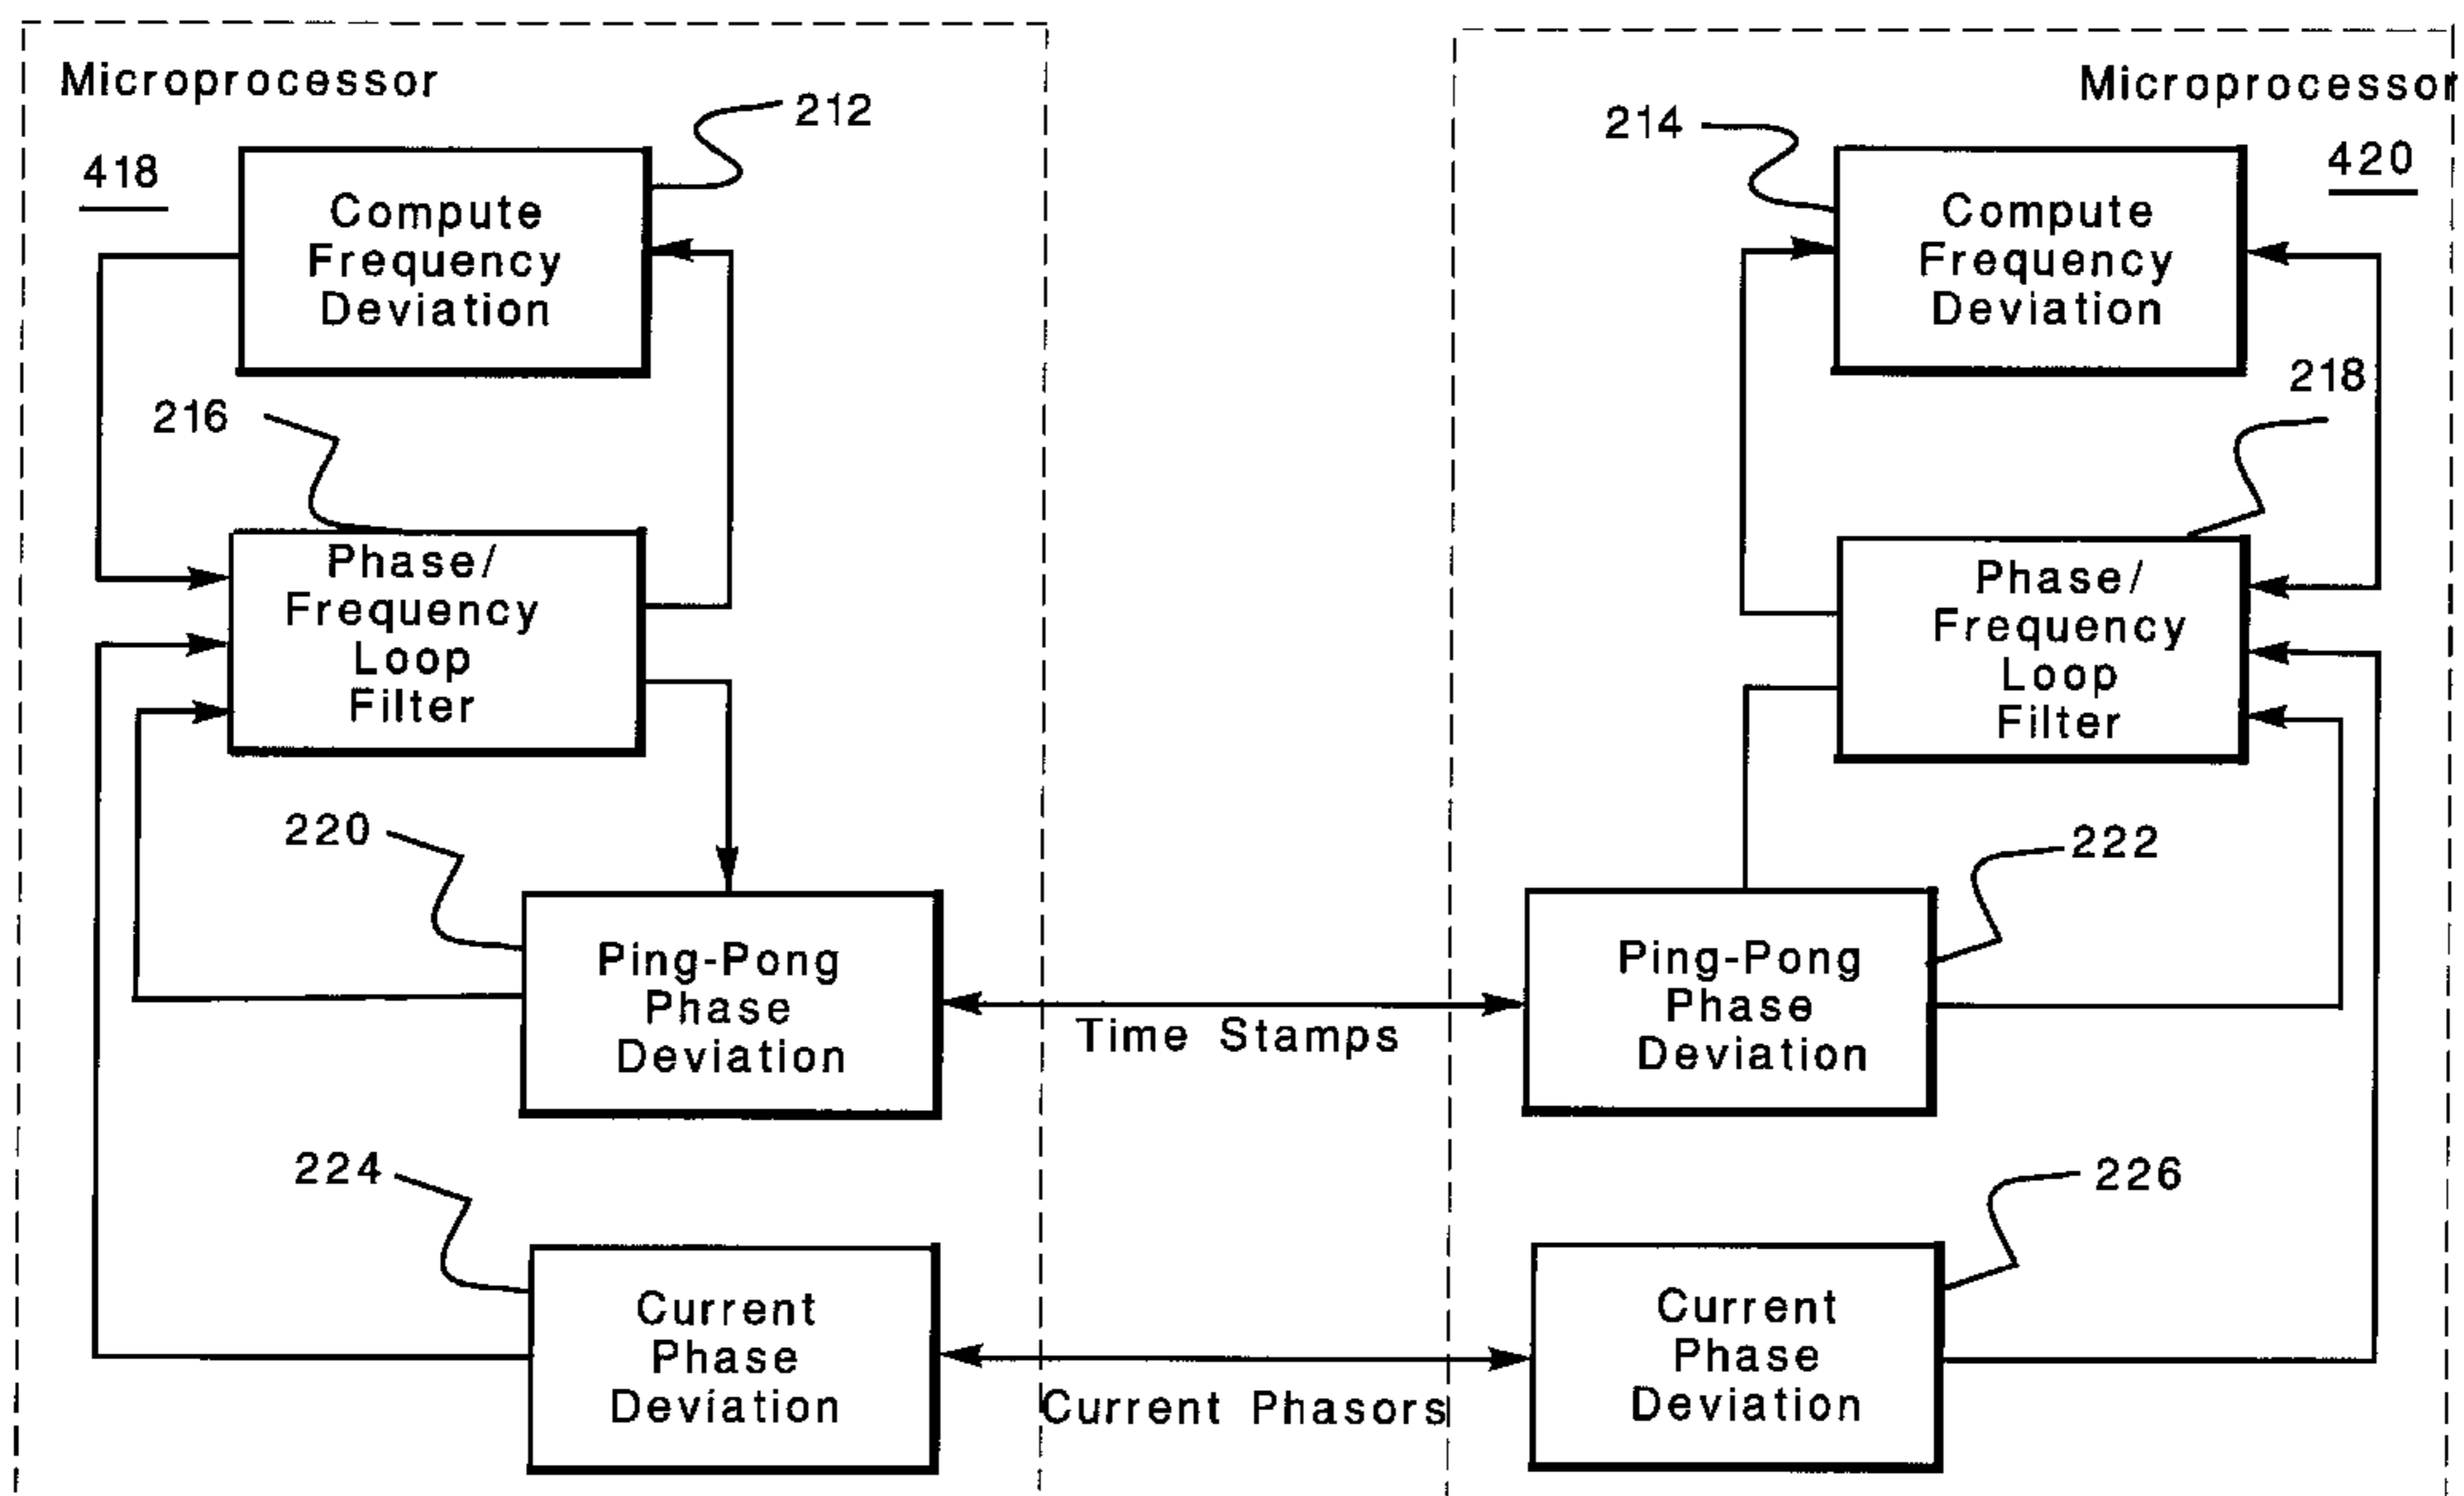 Microprocessor
418
212
Compute
Frequency
Deviation
216
Phase/
Frequency
Loop
Filter
220
Ping-Pong
Phase
Deviation
224
Current
Phase
Deviation
Time Stamps
Current Phasors
Microprocessor
420
214
Compute
Frequency
Deviation
218
Phase/
Frequency
Loop
Filter
222
Ping-Pong
Phase
Deviation
226
Current
Phase
Deviation